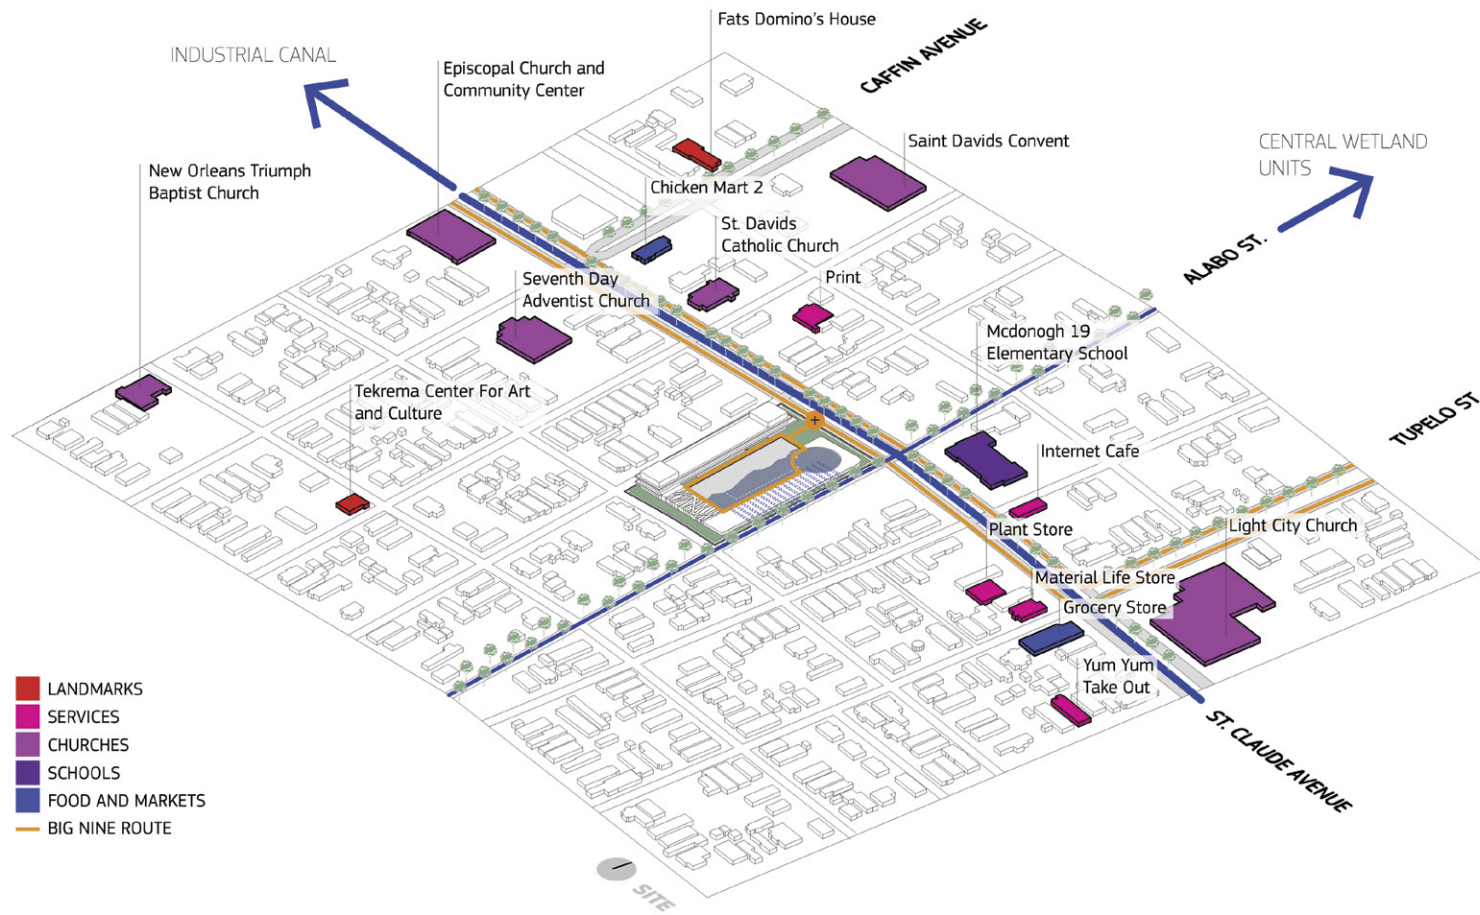 Fats Domino's House
CAFFIN AVENUE
INDUSTRIAL CANAL
Episcopal Church and
Community Center
Saint Davids Convent
CENTRAL WETLAND
UNITS
New Orleans Triumph
Baptist Church
Chicken Mart 2
St. Davids
Catholic Church
ALABO ST.
Seventh Day
Adventist Church
Print
Mcdonogh 19
Elementary School
Tekrema Center For Art
and Culture
TUPELO ST
Internet Cafe
Plant Store
Light City Church
Material Life Store
Grocery Store
Yum Yum
Take Out
ST. CLAUDE AVENUE
LANDMARKS
SERVICES
CHURCHES
SCHOOLS
FOOD AND MARKETS
BIG NINE ROUTE
SITE